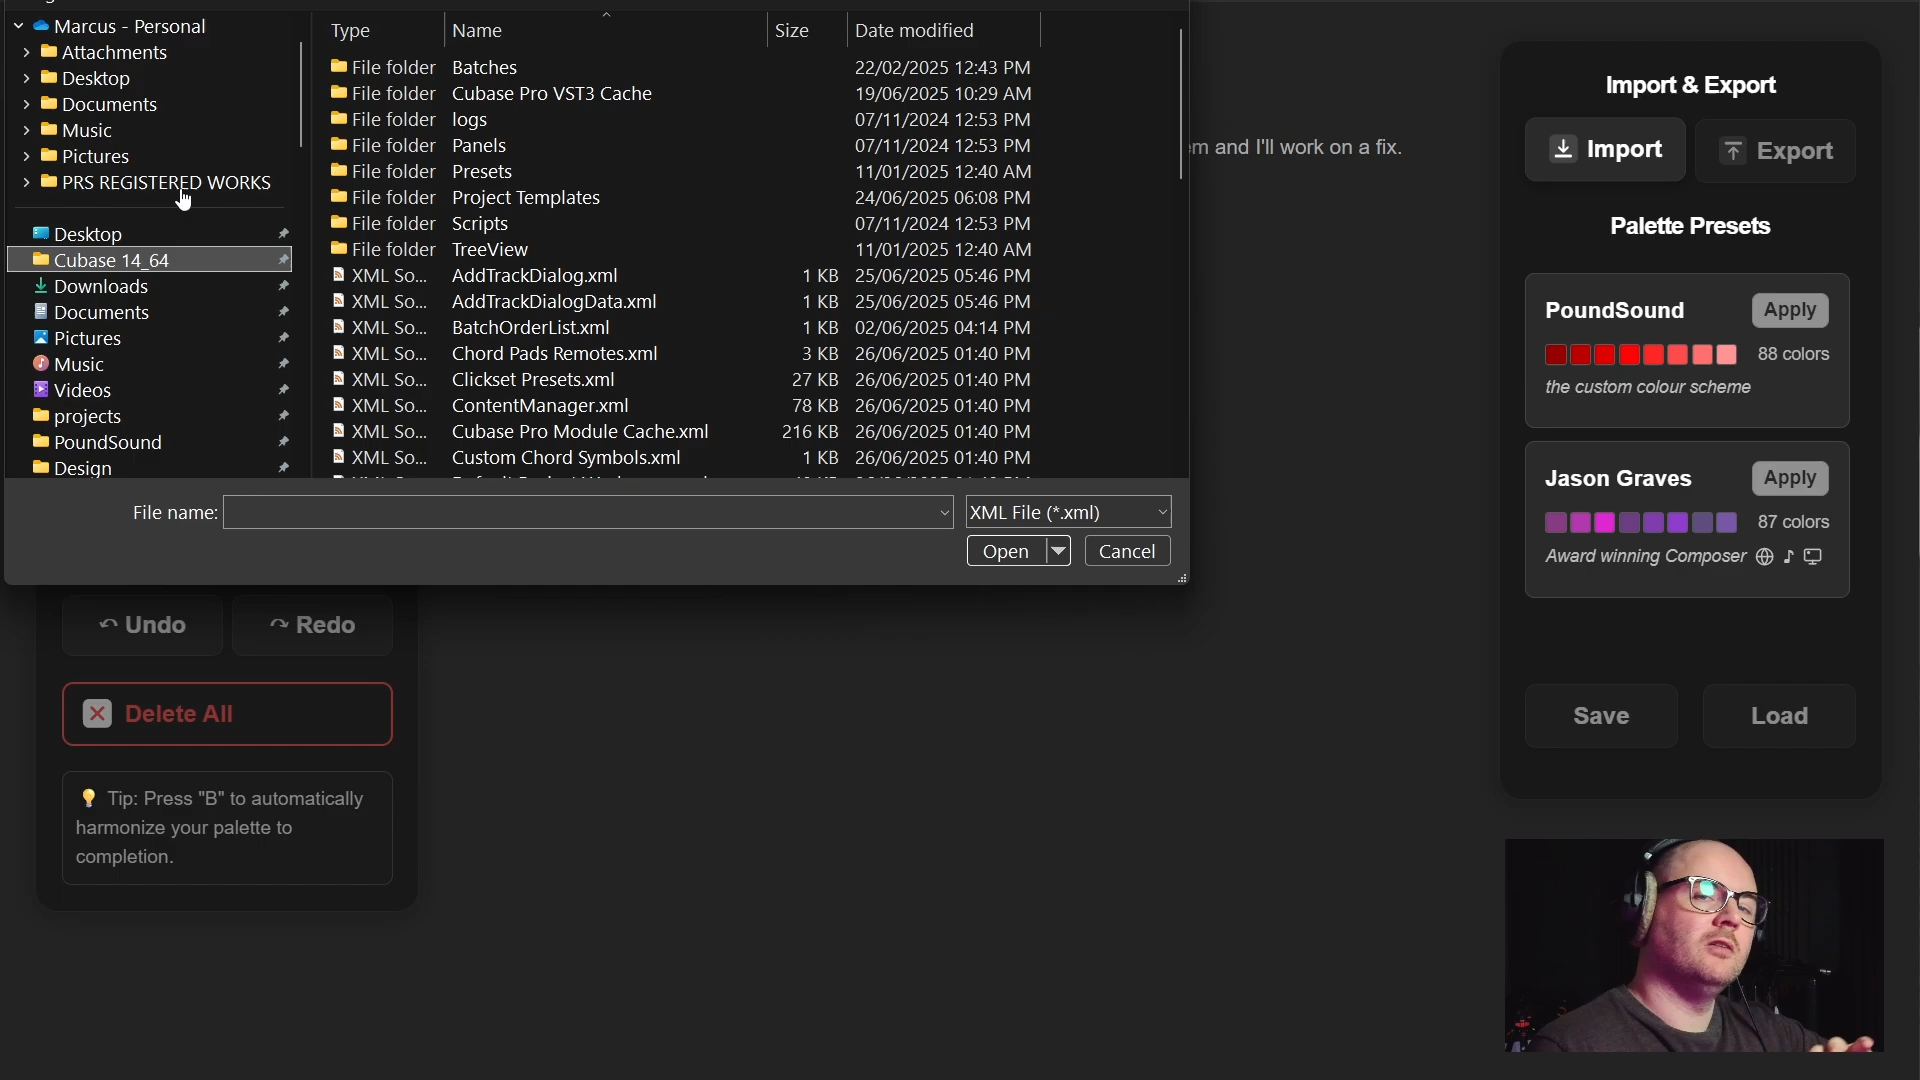 Marcus - Personal
Attachments
Desktop
Documents
Music
Pictures
PRS REGISTERED WORKS
Desktop
Cubase 14_64
Downloads
Documents
Pictures
Music
Videos
projects
PoundSound
Design
Type Name Size Date modified
File folder Batches 22/02/2025 12:43 PM
File folder Cubase Pro VST3 Cache 19/06/2025 10:29 AM
File folder logs 07/11/2024 12:53 PM
File folder Panels 07/11/2024 12:53 PM
File folder Presets 11/01/2025 12:40 AM
File folder Project Templates 24/06/2025 06:08 PM
File folder Scripts 07/11/2024 12:53 PM
File folder TreeView 11/01/2025 12:40 AM
XML So... AddTrackDialog.xml 1 KB 25/06/2025 05:46 PM
XML So... AddTrackDialogData.xml 1 KB 25/06/2025 05:46 PM
XML So... BatchOrderList.xml 1 KB 02/06/2025 04:14 PM
XML So... Chord Pads Remotes.xml 3 KB 26/06/2025 01:40 PM
XML So... Clickset Presets.xml 27 KB 26/06/2025 01:40 PM
XML So... ContentManager.xml 78 KB 26/06/2025 01:40 PM
XML So... Cubase Pro Module Cache.xml 216 KB 26/06/2025 01:40 PM
XML So... Custom Chord Symbols.xml 1 KB 26/06/2025 01:40 PM
File name: XML File (*.xml)
Open Cancel
and I'll work on a fix.
Undo Redo
Delete All
Tip: Press "B" to automatically
harmonize your palette to
completion.
Import & Export
Import Export
Palette Presets
PoundSound Apply
88 colors
the custom colour scheme
Jason Graves Apply
87 colors
Award winning Composer
Save Load